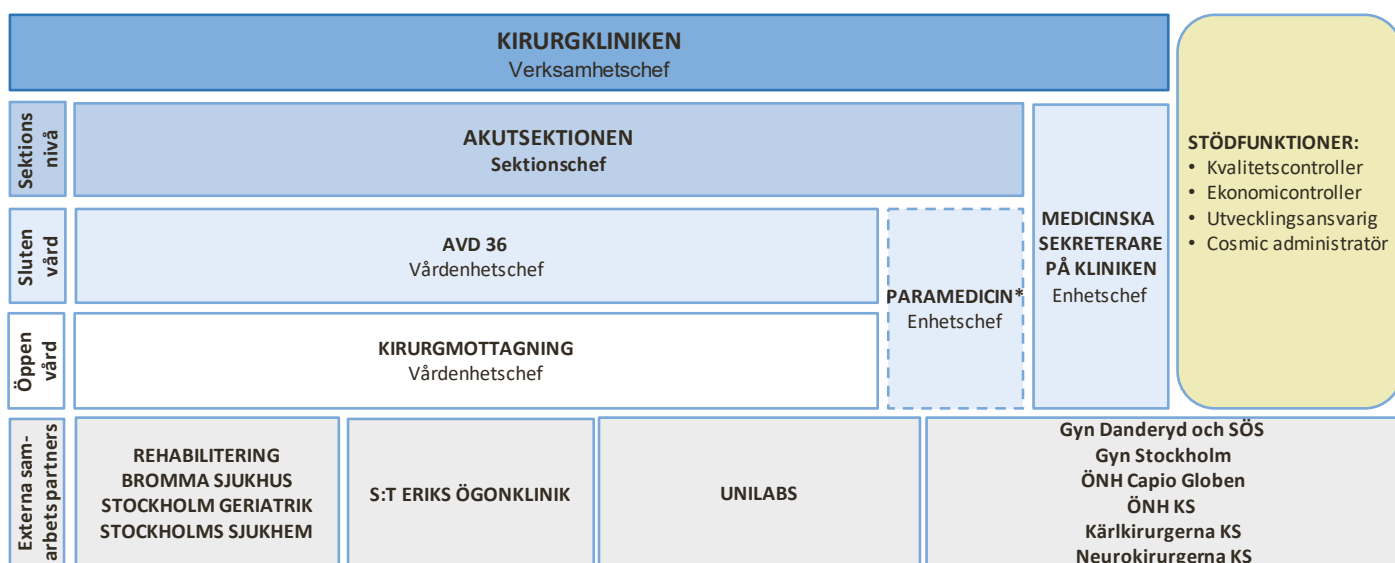 KIRURGKLINIKEN
Verksamhetschef
Sektions
nivå
AKUTSEKTIONEN
Sektionschef
Sluten
vård
AVD 36
Vårdenhetschef
Öppen
vård
KIRURGMOTTAGNING
Vårdenhetschef
PARAMEDICIN*
Enhetschef
MEDICINSKA
SEKRETERARE
PÅ KLINIKEN
Enhetschef
STÖDFUNKTIONER:
• Kvalitetscontroller
• Ekonomicontroller
• Utvecklingsansvarig
• Cosmic administratör
Externa sam-
arbetspartners
REHABILITERING
BROMMA SJUKHUS
STOCKHOLM GERIATRIK
STOCKHOLMS SJUKHEM
S:T ERIKS ÖGONKLINIK
UNILABS
Gyn Danderyd och SÖS
Gyn Stockholm
ÖNH Capio Globen
ÖNH KS
Kärlkirurgerna KS
Neurokirurgerna KS